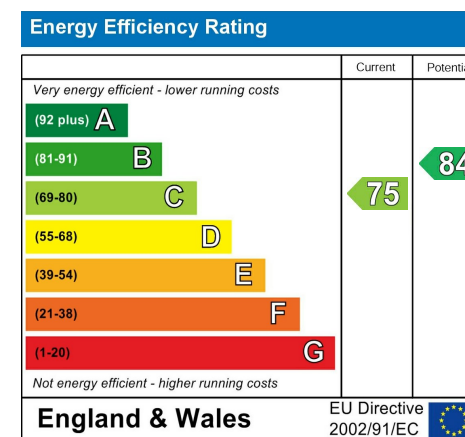 Energy Efficiency Rating
Current
Very energy efficient - lower running costs
(92 plus) A
(81-91) B
84
(69-80) C
75
(55-68) D
(39-54) E
(21-38) F
(1-20) G
Not energy efficient - higher running costs
England & Wales
EU Directive
2002/91/EC